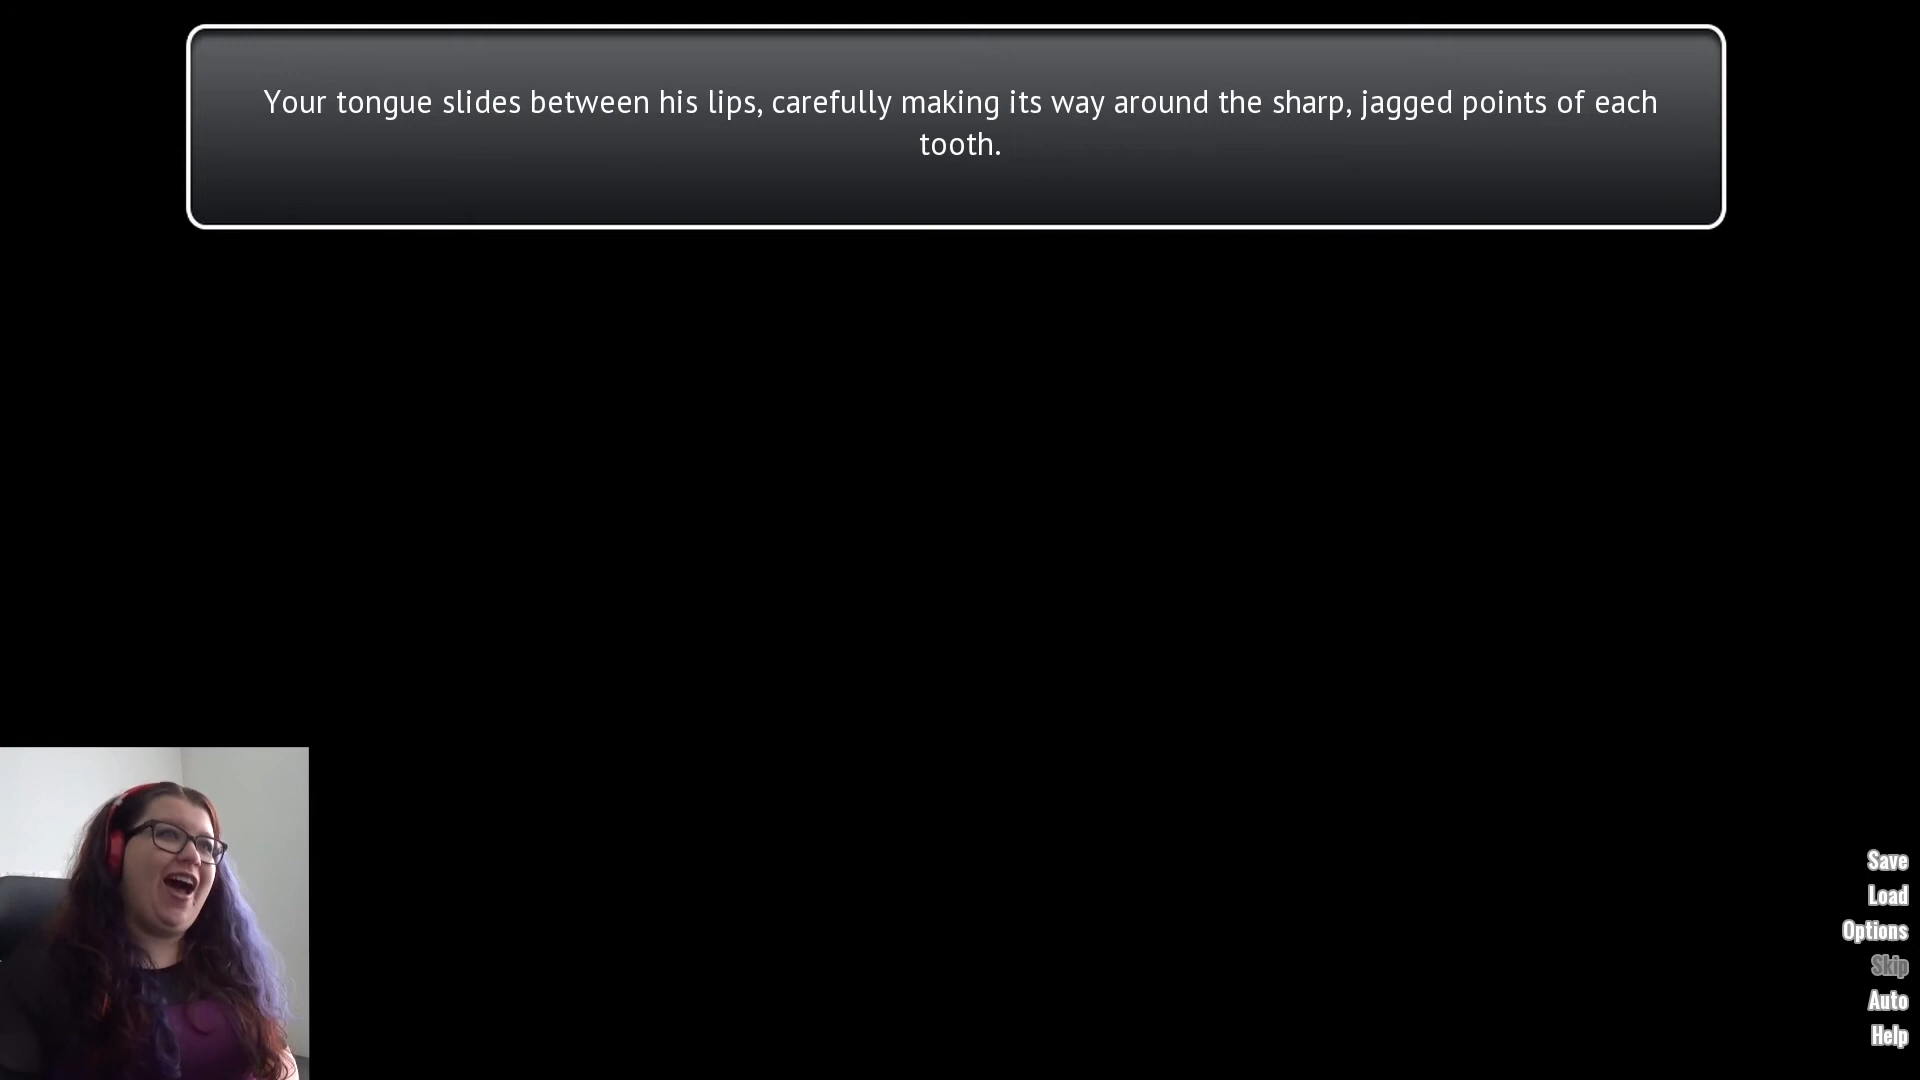 Your tongue slides between his lips, carefully making its way around the sharp, jagged points of each
tooth.
Save
Load
Options
Skip
Auto
Help